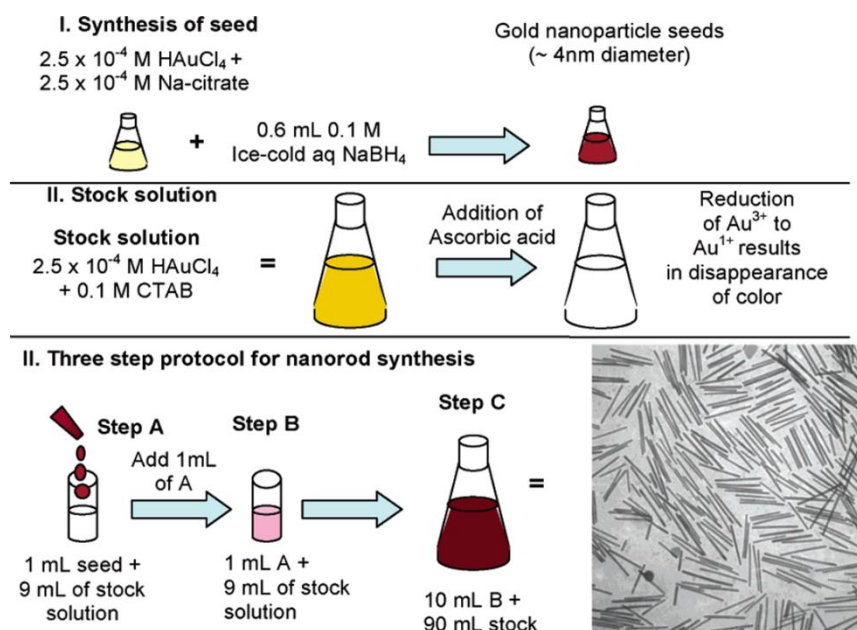 I. Synthesis of seed
2.5 x 10⁻⁴ M HAuCl₄ +
2.5 x 10⁻⁴ M Na-citrate
+
0.6 mL 0.1 M
Ice-cold aq NaBH₄
Gold nanoparticle seeds
(~ 4nm diameter)
II. Stock solution
Stock solution
2.5 x 10⁻⁴ M HAuCl₄
+ 0.1 M CTAB
=
Addition of
Ascorbic acid
Reduction
of Au³⁺ to
Au¹⁺ results
in disappearance
of color
II. Three step protocol for nanorod synthesis
Step A
Add 1mL
of A
1 mL seed +
9 mL of stock
solution
Step B
1 mL A +
9 mL of stock
solution
Step C
10 mL B +
90 mL stock
=